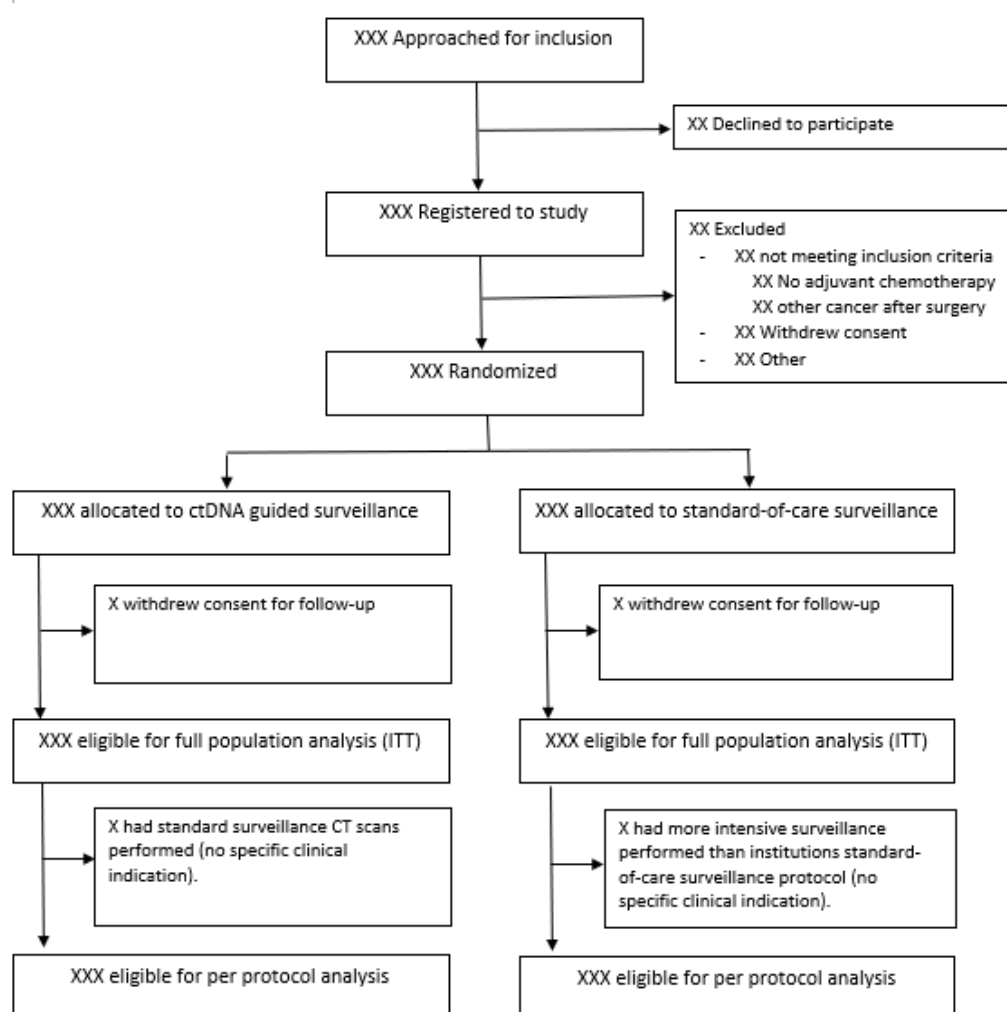 XXX Approached for inclusion
XX Declined to participate
XXX Registered to study
XX Excluded
- XX not meeting inclusion criteria
XX No adjuvant chemotherapy
XX other cancer after surgery
- XX Withdrew consent
- XX Other
XXX Randomized
XXX allocated to ctDNA guided surveillance
XXX allocated to standard-of-care surveillance
X withdrew consent for follow-up
X withdrew consent for follow-up
XXX eligible for full population analysis (ITT)
XXX eligible for full population analysis (ITT)
X had standard surveillance CT scans
performed (no specific clinical
indication).
X had more intensive surveillance
performed than institutions standard-
of-care surveillance protocol (no
specific clinical indication).
XXX eligible for per protocol analysis
XXX eligible for per protocol analysis